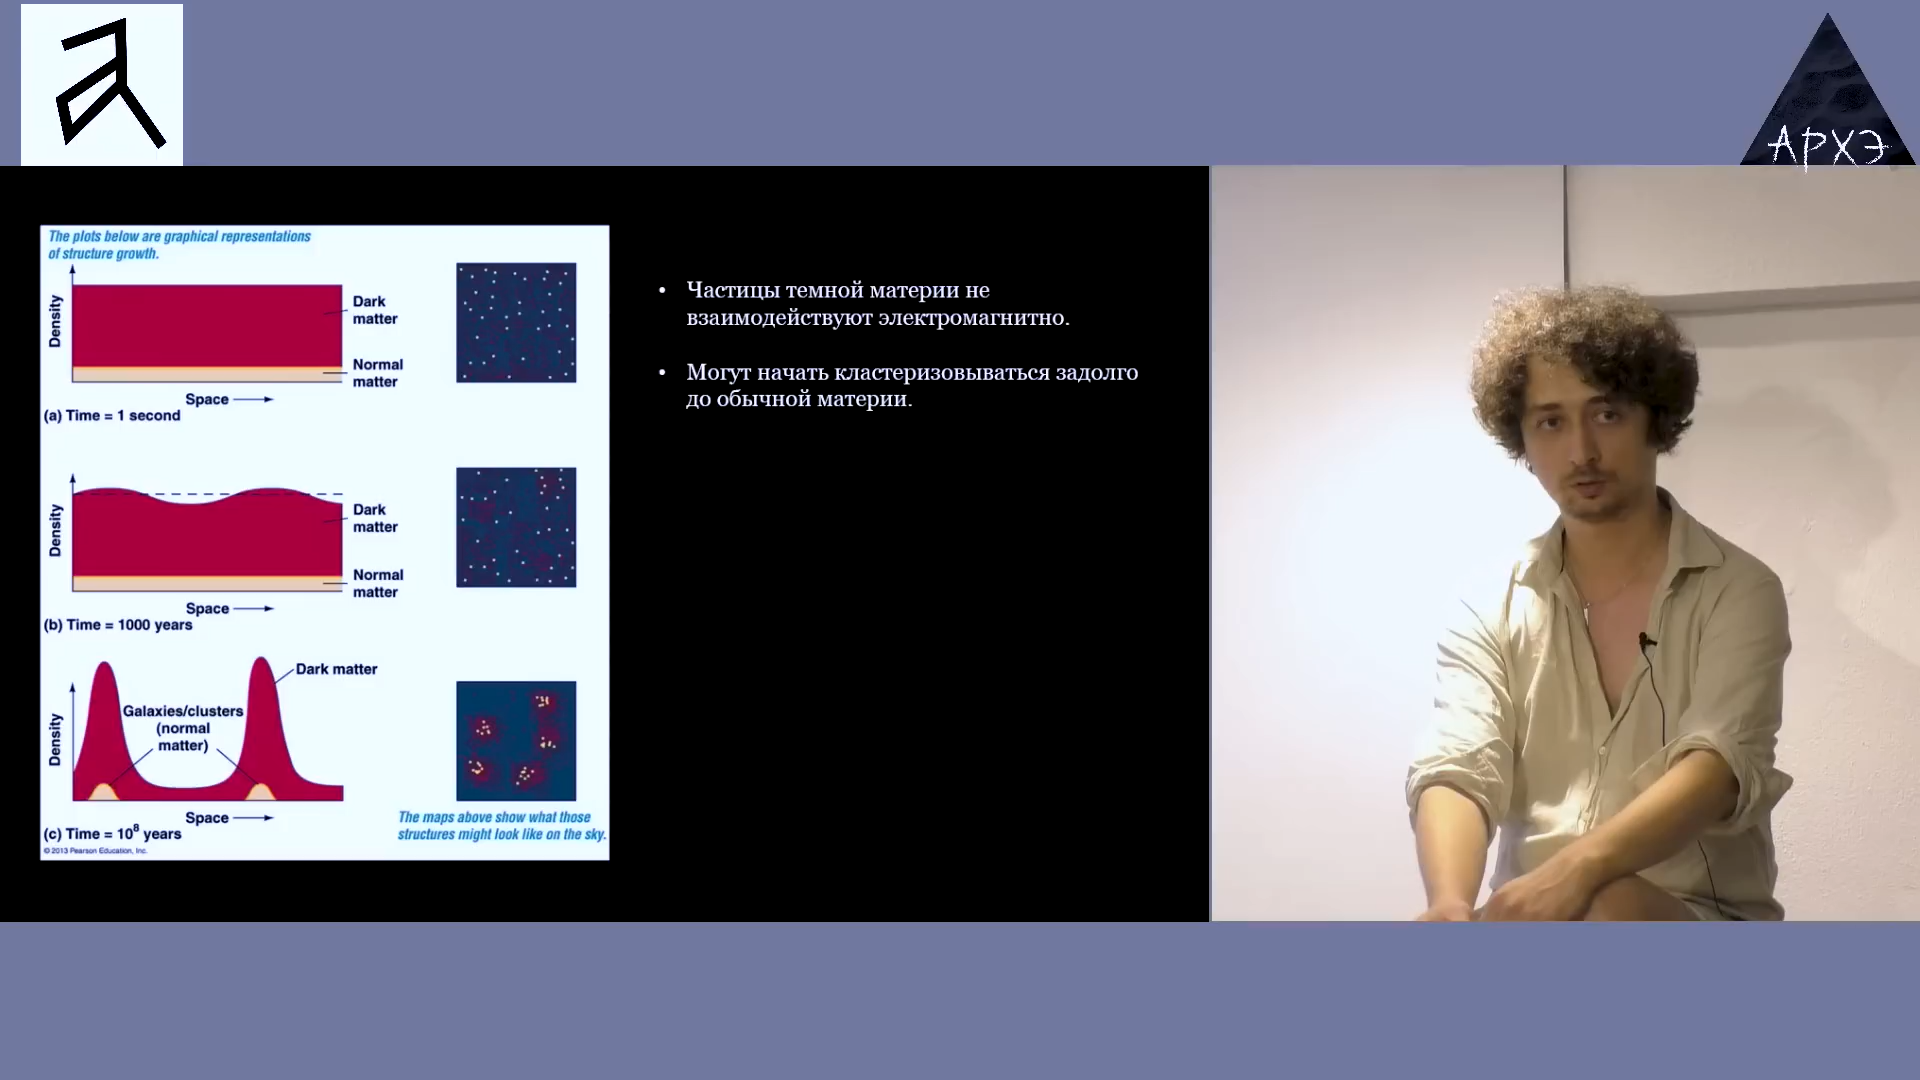 АРХЭ
The plots below are graphical representations
of structure growth.
Density
Dark
matter
Normal
matter
Space
(a) Time = 1 second
Density
Dark
matter
Normal
matter
Space
(b) Time = 1000 years
Density
Dark matter
Galaxies/clusters
(normal
matter)
Space
(c) Time = 10⁸ years
The maps above show what those
structures might look like on the sky.
© 2013 Pearson Education, Inc.
• Частицы темной материи не
взаимодействуют электромагнитно.
• Могут начать кластеризовываться задолго
до обычной материи.